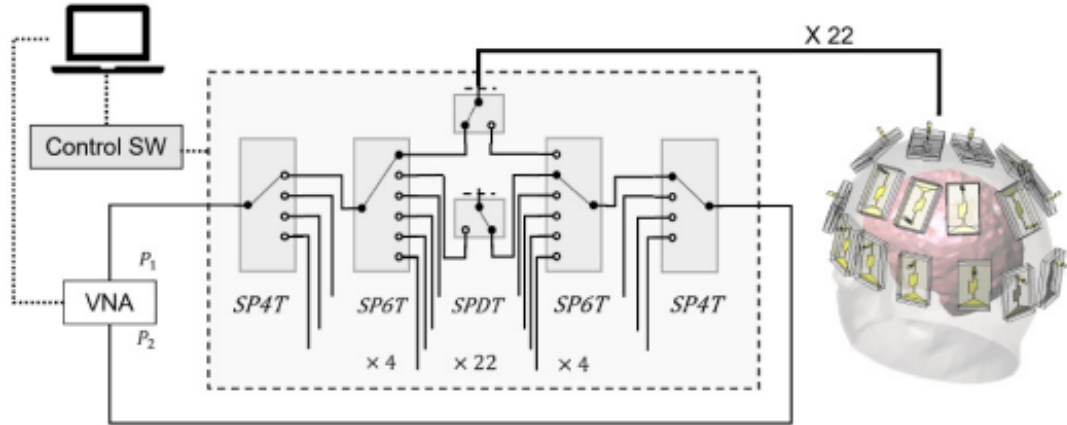 X 22
Control SW
P₁
VNA
P₂
SP4T SP6T SPDT SP6T SP4T
× 4 × 22 × 4